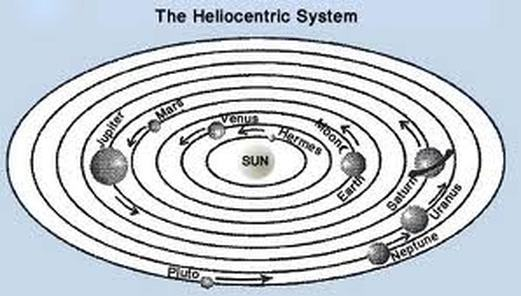 The Heliocentric System
Jupiter
Mars
Venus
Hermes
Moon
SUN
Earth
Saturn
Uranus
Neptune
Pluto